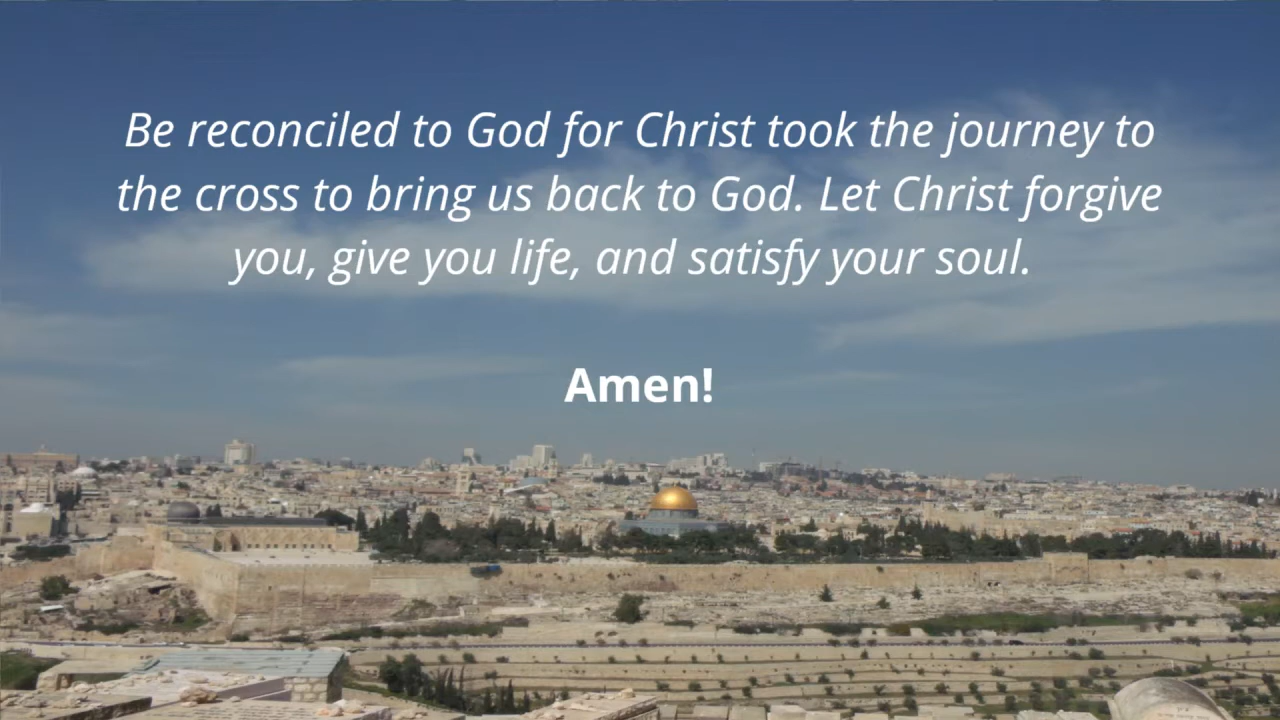 Be reconciled to God for Christ took the journey to
the cross to bring us back to God. Let Christ forgive
you, give you life, and satisfy your soul.
Amen!